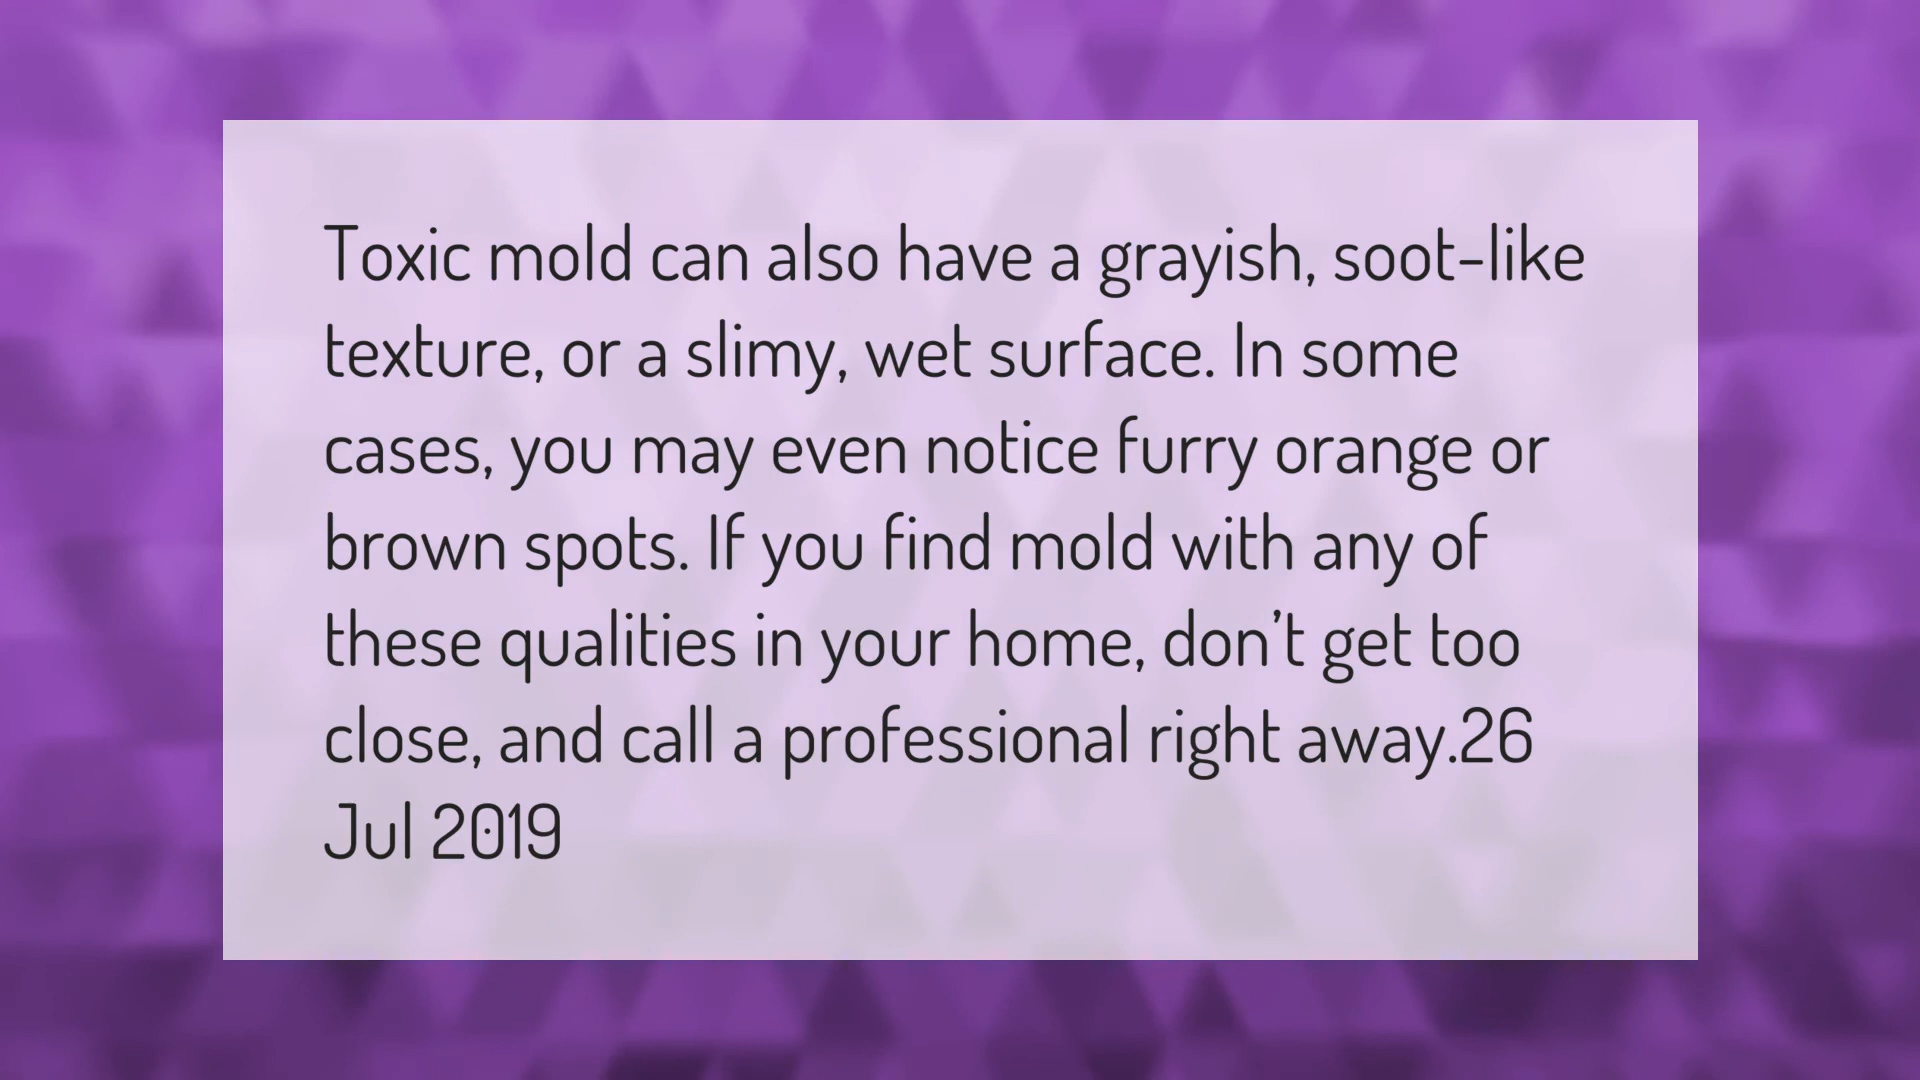 Toxic mold can also have a grayish, soot-like
texture, or a slimy, wet surface. In some
cases, you may even notice furry orange or
brown spots. If you find mold with any of
these qualities in your home, don’t get too
close, and call a professional right away.26
Jul 2019